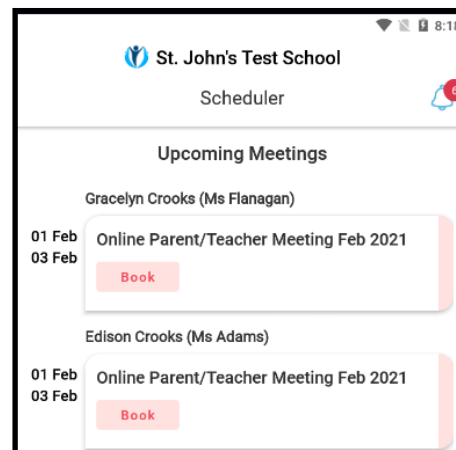 8:18
St. John's Test School
Scheduler
6
Upcoming Meetings
Gracelyn Crooks (Ms Flanagan)
01 Feb
03 Feb
Online Parent/Teacher Meeting Feb 2021
Book
Edison Crooks (Ms Adams)
01 Feb
03 Feb
Online Parent/Teacher Meeting Feb 2021
Book